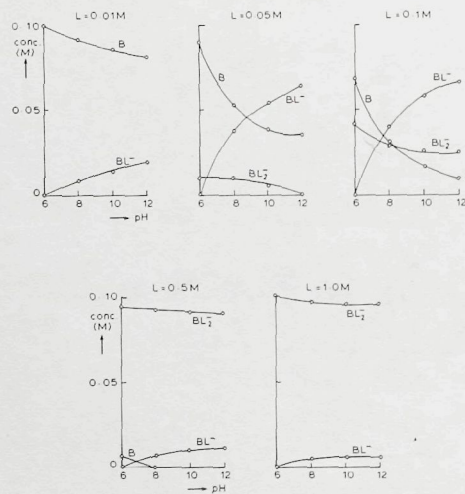 L = 0.01M
0.10
conc.
(M)
0.05
0
B
BL⁻
6 8 10 12
pH
L = 0.05M
B
BL⁻
BL₂⁻
6 8 10 12
L = 0.1M
BL⁻
B
BL₂⁻
6 8 10 12
L = 0.5M
0.10
conc
(M)
0.05
0
BL₂⁻
B
BL⁻
6 8 10 12
pH
L = 1.0M
BL₂⁻
BL⁻
6 8 10 12